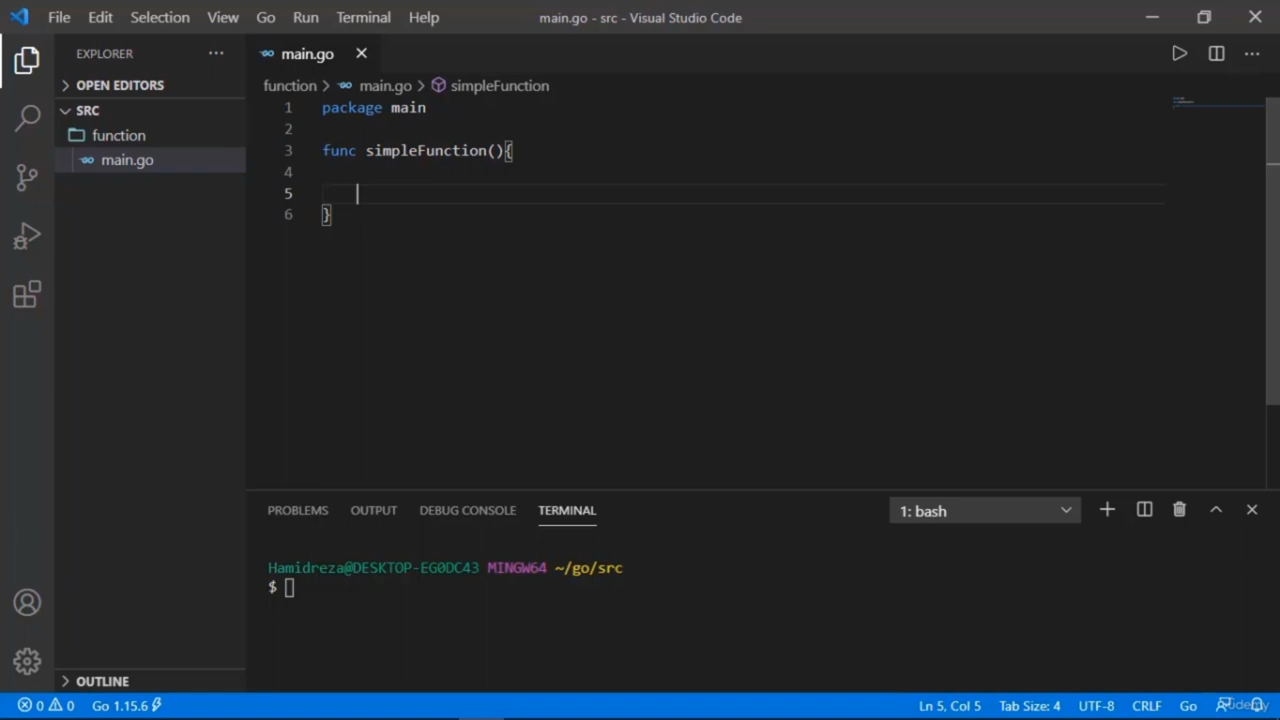 File Edit Selection View Go Run Terminal Help
main.go - src - Visual Studio Code
EXPLORER
OPEN EDITORS
SRC
function
main.go
OUTLINE
main.go
function > main.go > simpleFunction
1 package main
2
3 func simpleFunction(){
4
5
6 }
PROBLEMS OUTPUT DEBUG CONSOLE TERMINAL
1: bash
Hamidreza@DESKTOP-EG0DC43 MINGW64 ~/go/src
$
0 0 Go 1.15.6
Ln 5, Col 5 Tab Size: 4 UTF-8 CRLF Go
Udemy